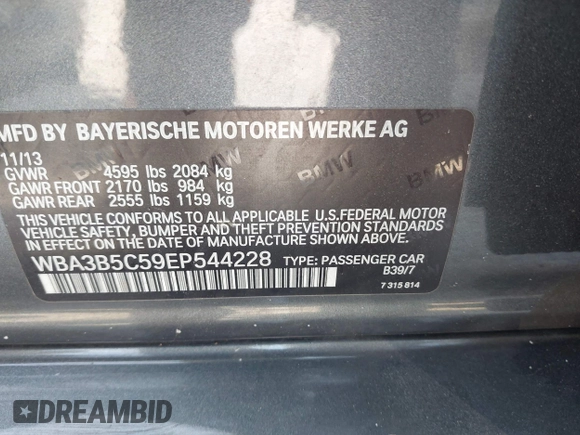 MFD BY BAYERISCHE MOTOREN WERKE AG
11/13
GVWR 4595 lbs 2084 kg
GAWR FRONT 2170 lbs 984 kg
GAWR REAR 2555 lbs 1159 kg
THIS VEHICLE CONFORMS TO ALL APPLICABLE U.S.FEDERAL MOTOR
VEHICLE SAFETY, BUMPER AND THEFT PREVENTION STANDARDS IN
EFFECT ON THE DATE OF MANUFACTURE SHOWN ABOVE.
WBA3B5C59EP544228 TYPE: PASSENGER CAR
B39/7
7 315 814
BMW
BMW
BMW
DREAMBID